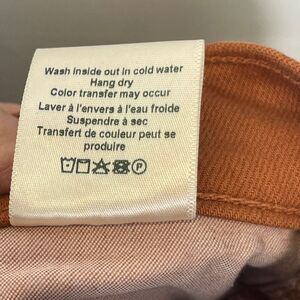 Wash inside out in cold water
Hang dry
Color transfer may occur
Laver à l'envers à l'eau froide
Suspendre à sec
Transfert de couleur peut se
produire
P